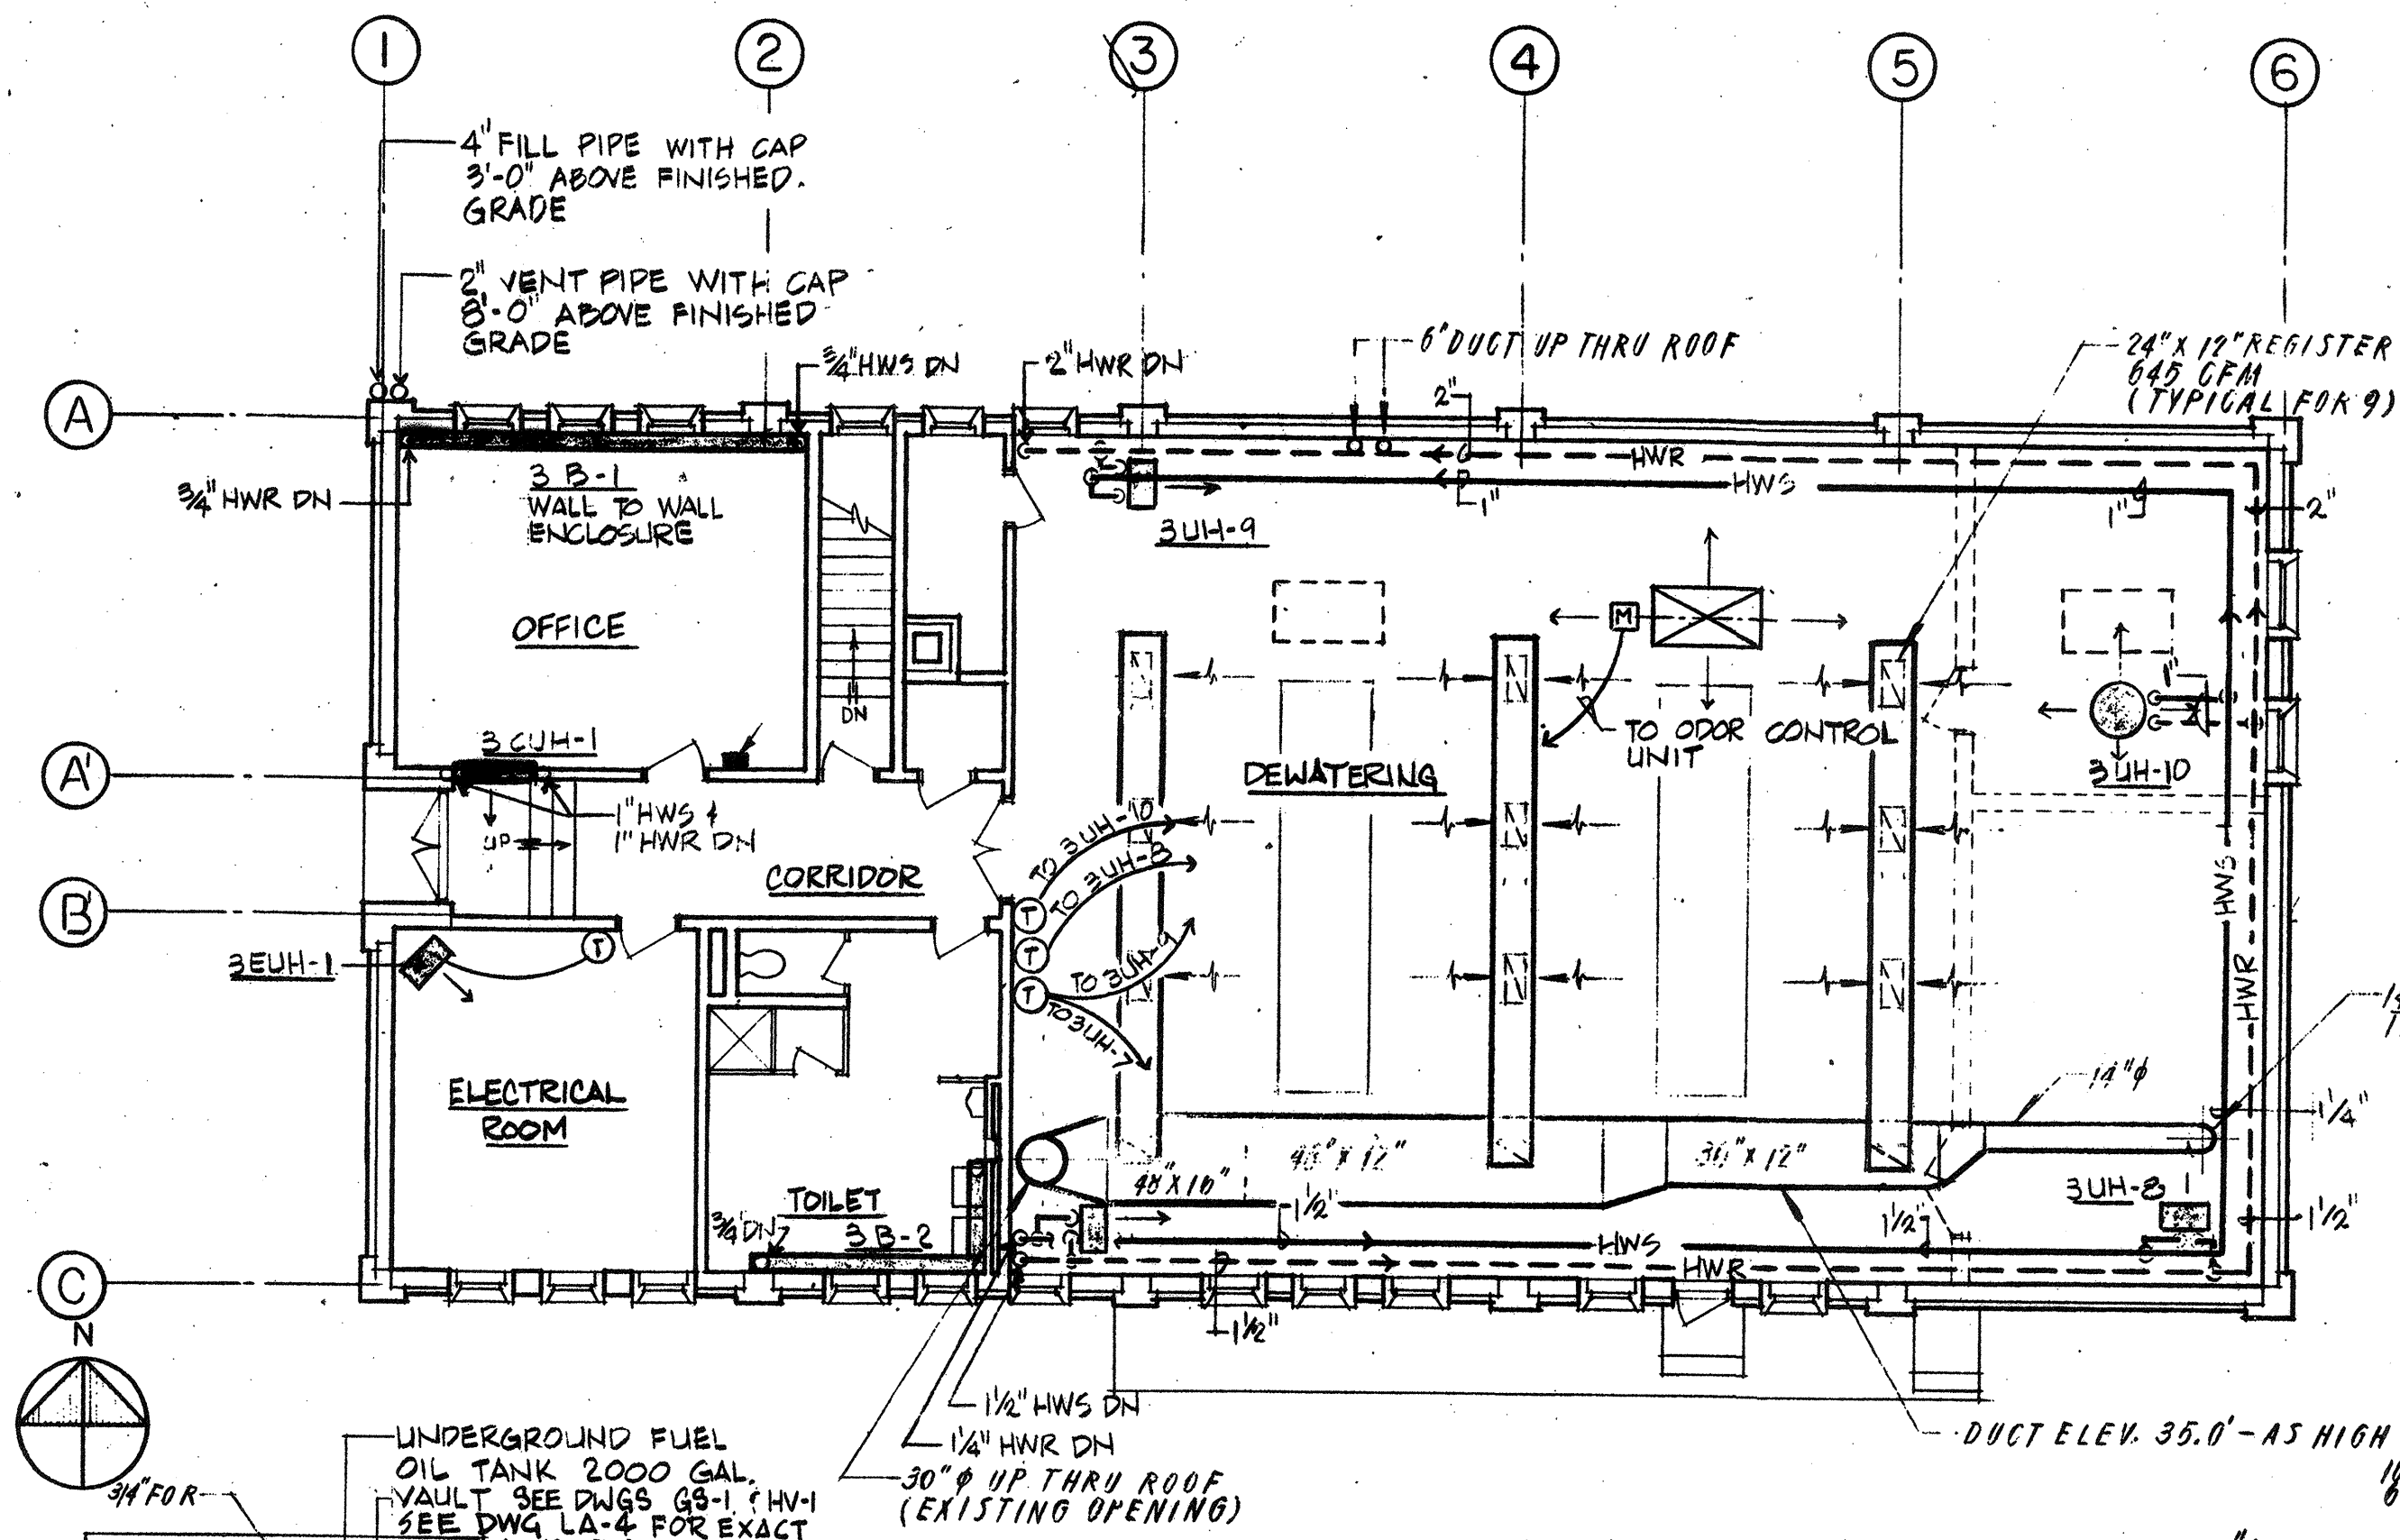 1
2
3
4
5
6
4" FILL PIPE WITH CAP
3'-0" ABOVE FINISHED.
GRADE
2" VENT PIPE WITH CAP
8'-0" ABOVE FINISHED
GRADE
3/4" HWS DN
2" HWR DN
6" DUCT UP THRU ROOF
24" X 12" REGISTER
645 CFM
(TYPICAL FOR 9)
A
2"
HWR
HWS
1"
1"
2"
3/4" HWR DN
3 B-1
WALL TO WALL
ENCLOSURE
3UH-9
OFFICE
M
DN
1"
TO ODOR CONTROL
UNIT
3 CUH-1
A'
DEWATERING
3UH-10
1" HWS &
1" HWR DN
UP
TO 3UH-10
TO 3UH-8
CORRIDOR
B'
T
T
T
T
HWS
3EUH-1
TO 3UH-9
TO 3UH-7
HWR
14"φ
1 1/4"
ELECTRICAL
ROOM
48" X 16"
48" X 12"
36" X 12"
3UH-8
TOILET
3/4" DN
3 B-2
1 1/2"
1 1/2"
1 1/2"
HWS
HWR
C
1 1/2"
N
1 1/2" HWS DN
1 1/4" HWR DN
30" φ UP THRU ROOF
(EXISTING OPENING)
DUCT ELEV. 35.0' - AS HIGH
UNDERGROUND FUEL
OIL TANK 2000 GAL.
VAULT SEE DWGS GS-1 & HV-1
SEE DWG LA-4 FOR EXACT
3/4" FOR